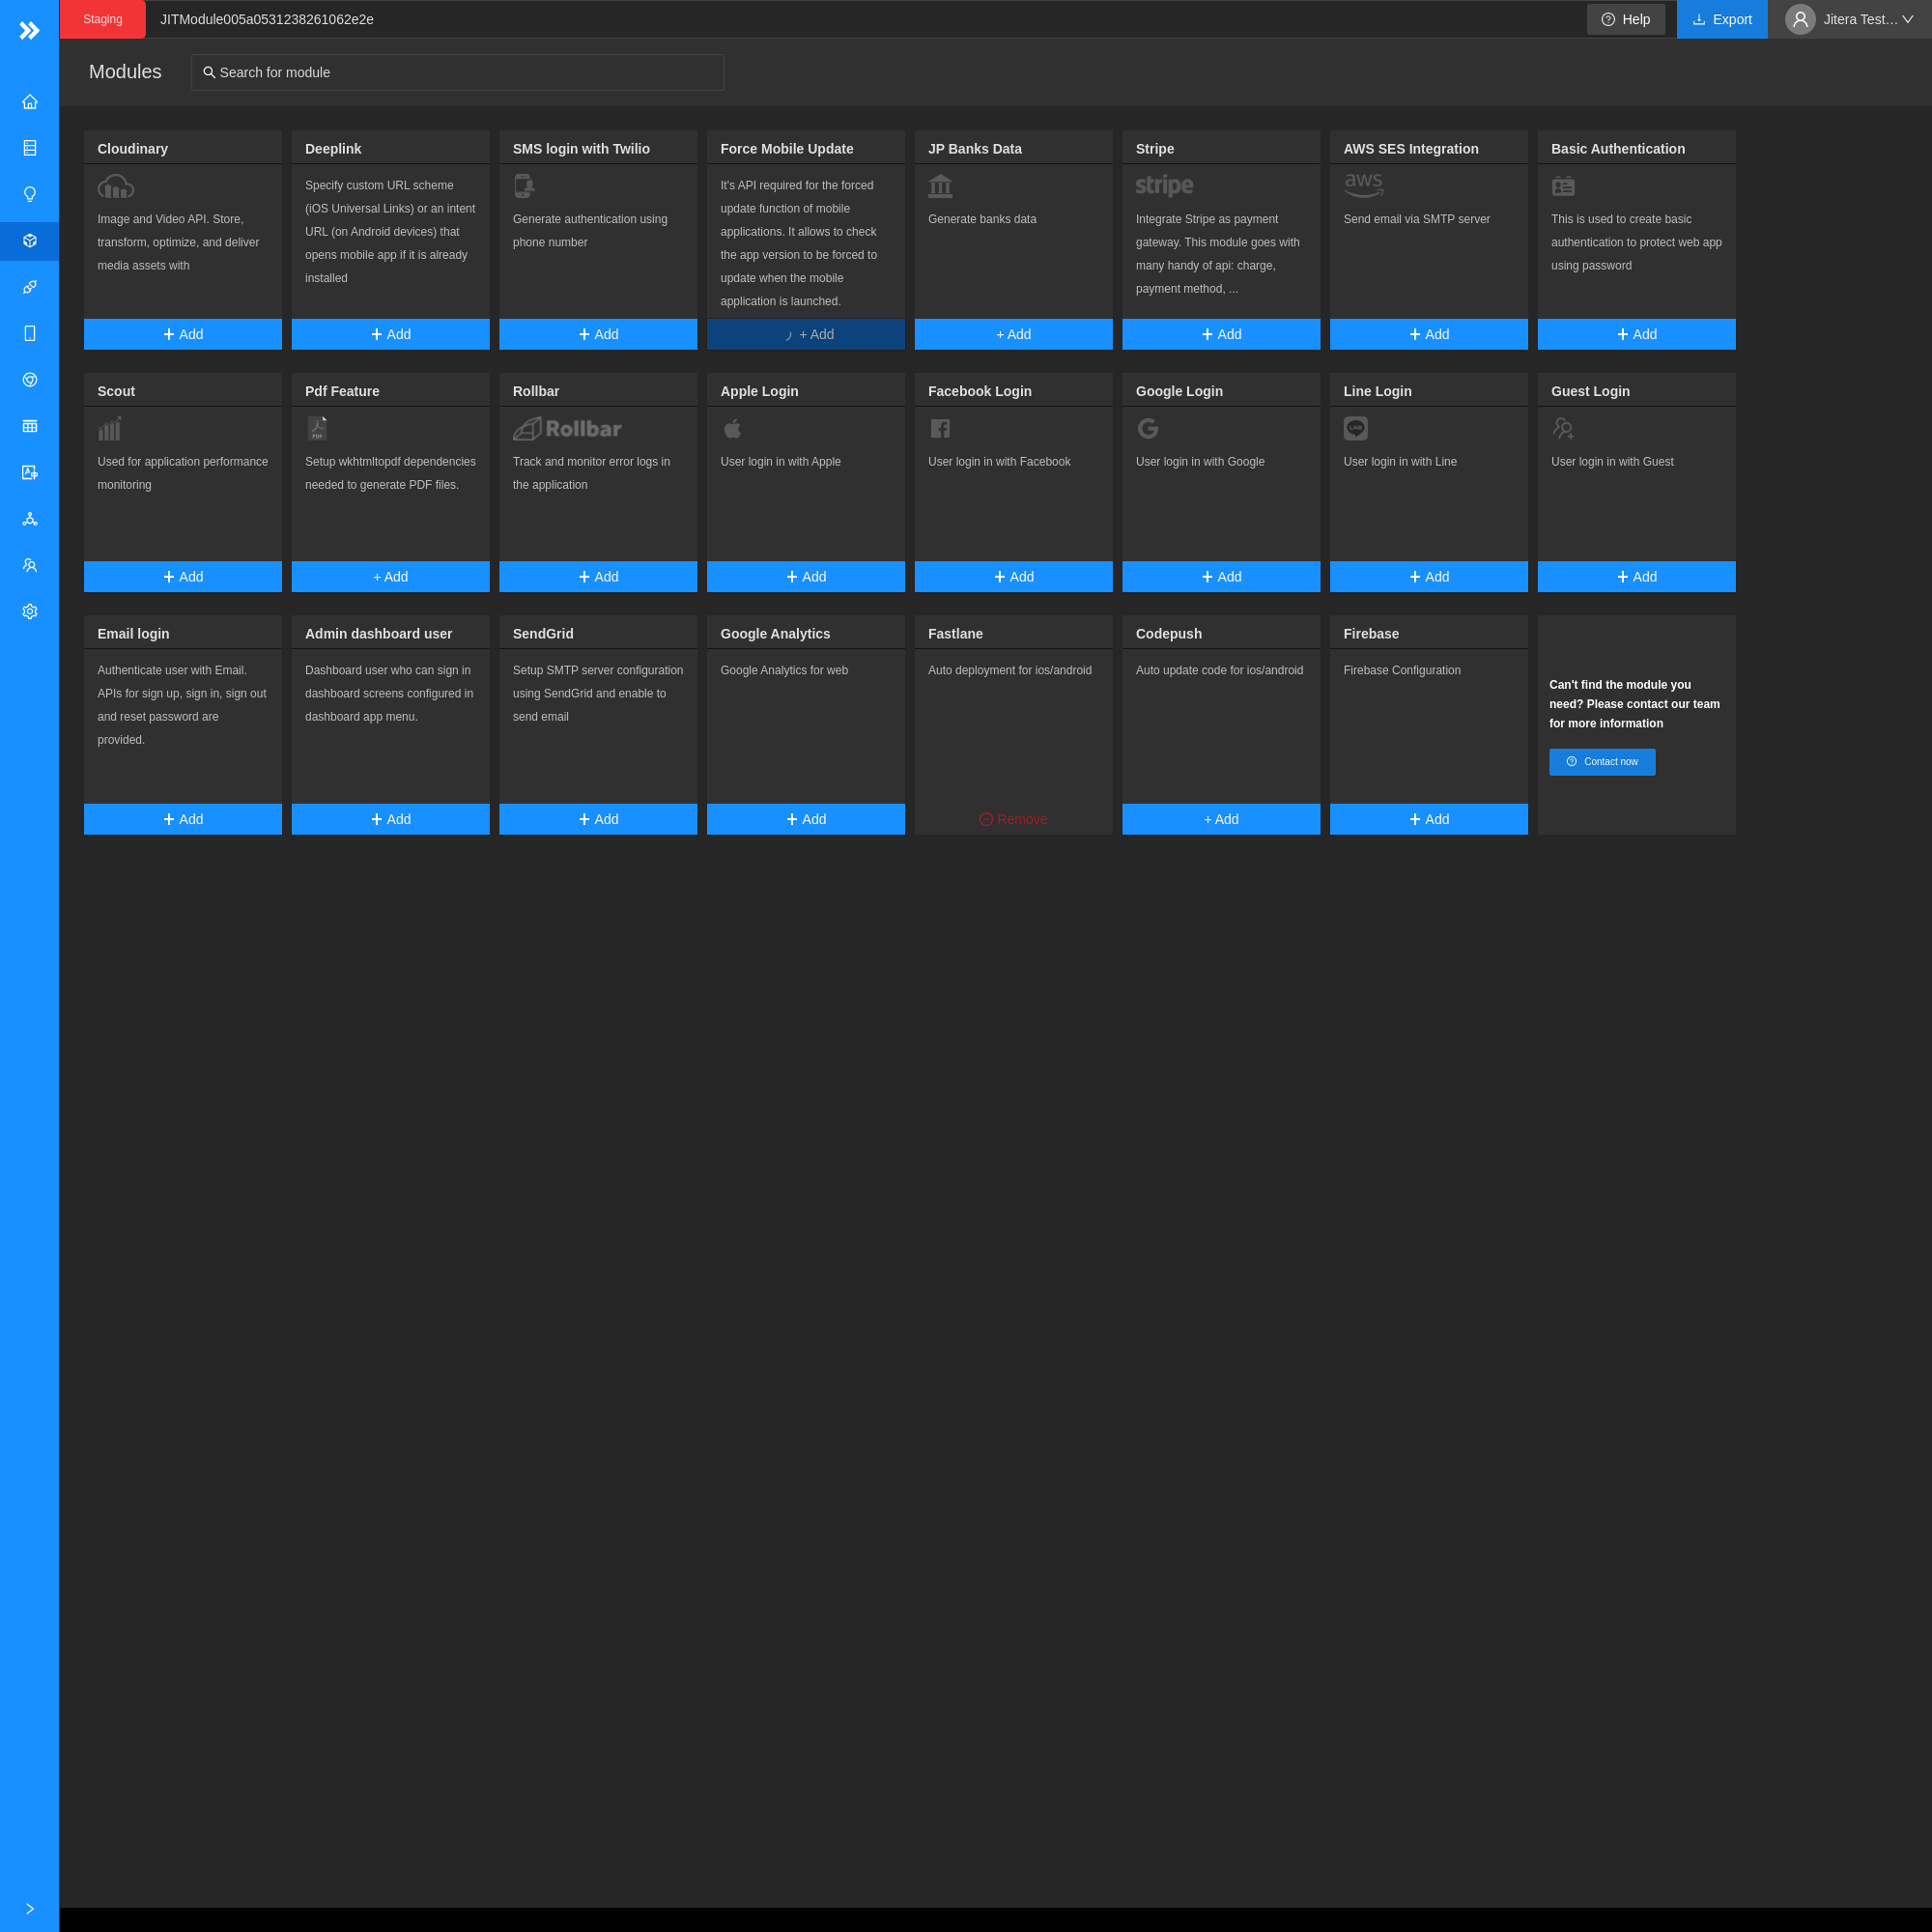 Staging
JITModule005a0531238261062e2e
Help
Export
Jitera Test…
Modules
Search for module
Cloudinary
Image and Video API. Store,
transform, optimize, and deliver
media assets with
+ Add
Deeplink
Specify custom URL scheme
(iOS Universal Links) or an intent
URL (on Android devices) that
opens mobile app if it is already
installed
+ Add
SMS login with Twilio
Generate authentication using
phone number
+ Add
Force Mobile Update
It's API required for the forced
update function of mobile
applications. It allows to check
the app version to be forced to
update when the mobile
application is launched.
+ Add
JP Banks Data
Generate banks data
+ Add
Stripe
stripe
Integrate Stripe as payment
gateway. This module goes with
many handy of api: charge,
payment method, ...
+ Add
AWS SES Integration
aws
Send email via SMTP server
+ Add
Basic Authentication
This is used to create basic
authentication to protect web app
using password
+ Add
Scout
Used for application performance
monitoring
+ Add
Pdf Feature
PDF
Setup wkhtmltopdf dependencies
needed to generate PDF files.
+ Add
Rollbar
Rollbar
Track and monitor error logs in
the application
+ Add
Apple Login
User login in with Apple
+ Add
Facebook Login
User login in with Facebook
+ Add
Google Login
User login in with Google
+ Add
Line Login
LINE
User login in with Line
+ Add
Guest Login
User login in with Guest
+ Add
Email login
Authenticate user with Email.
APIs for sign up, sign in, sign out
and reset password are
provided.
+ Add
Admin dashboard user
Dashboard user who can sign in
dashboard screens configured in
dashboard app menu.
+ Add
SendGrid
Setup SMTP server configuration
using SendGrid and enable to
send email
+ Add
Google Analytics
Google Analytics for web
+ Add
Fastlane
Auto deployment for ios/android
Remove
Codepush
Auto update code for ios/android
+ Add
Firebase
Firebase Configuration
+ Add
Can't find the module you
need? Please contact our team
for more information
Contact now